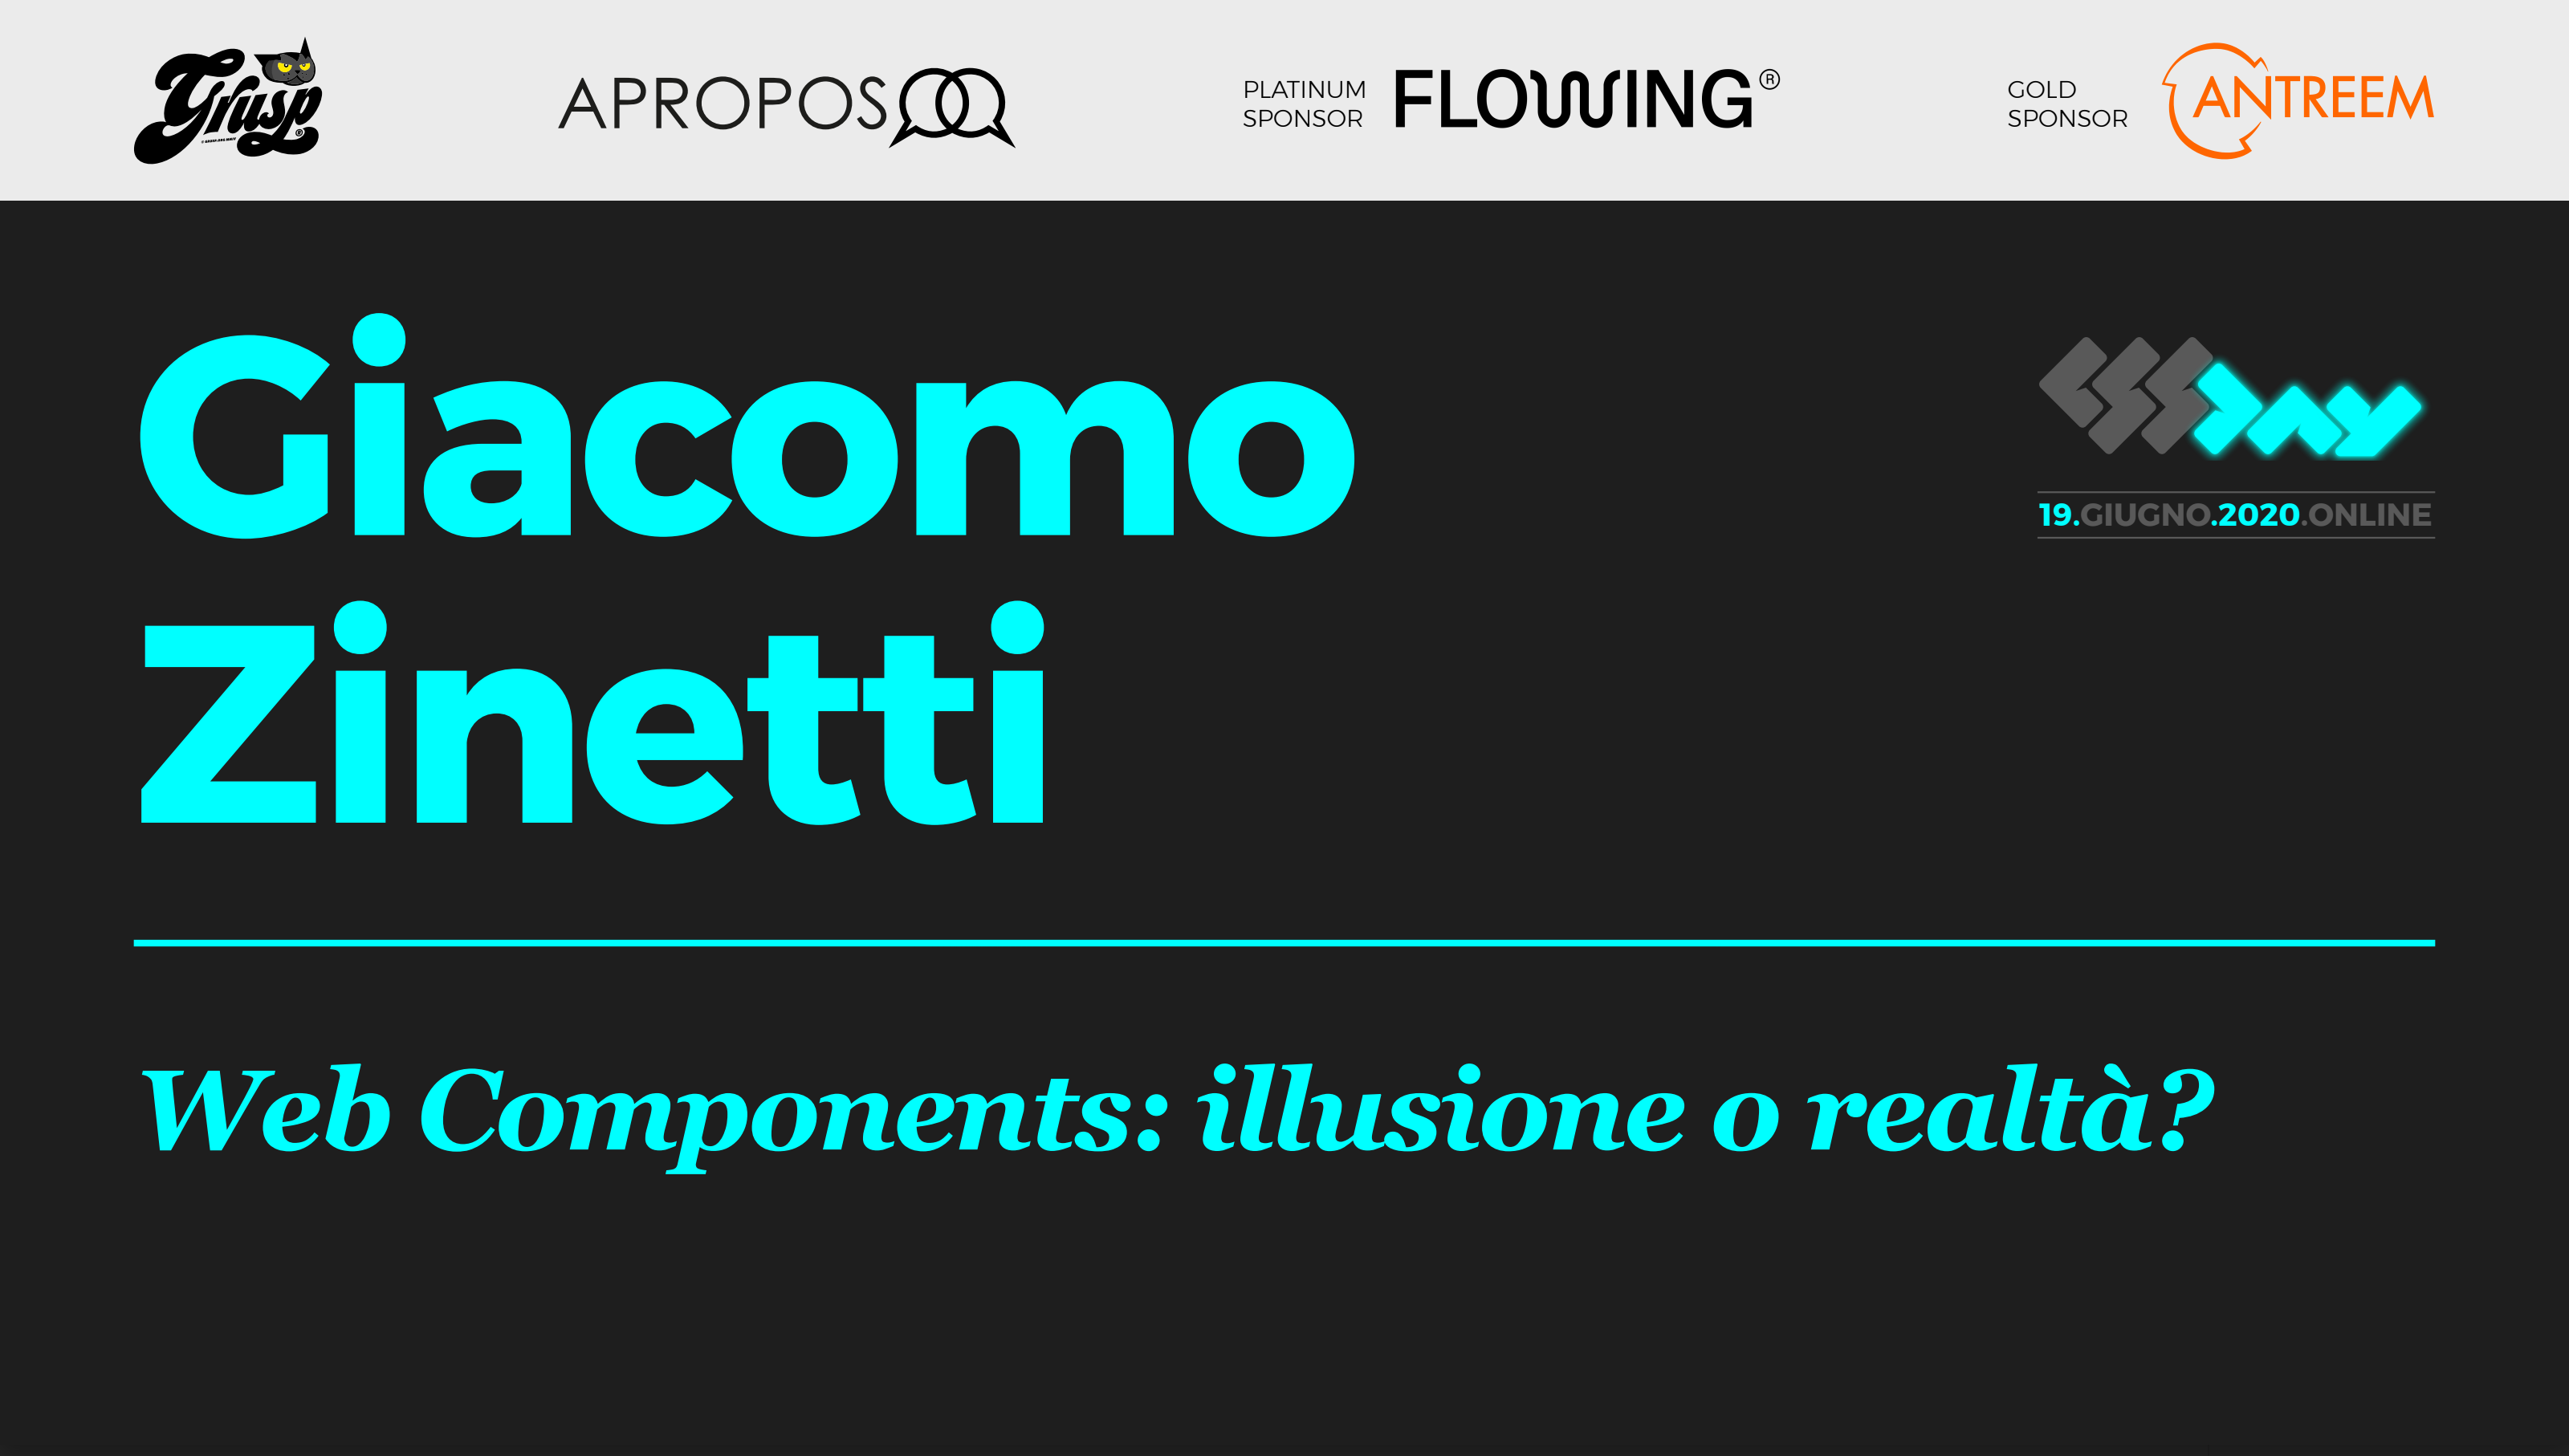 Grusp
APROPOS
PLATINUM
SPONSOR
FLOWING®
GOLD
SPONSOR
ANTREEM
Giacomo
Zinetti
CSSDAY
19.GIUGNO.2020.ONLINE
Web Components: illusione o realtà?